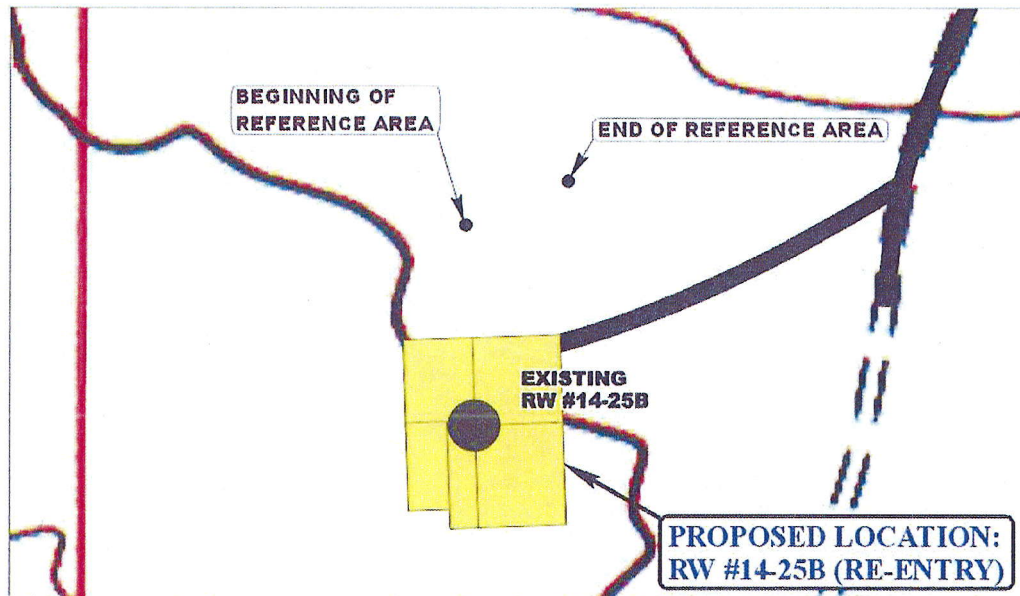 BEGINNING OF
REFERENCE AREA
END OF REFERENCE AREA
EXISTING
RW #14-25B
PROPOSED LOCATION:
RW #14-25B (RE-ENTRY)